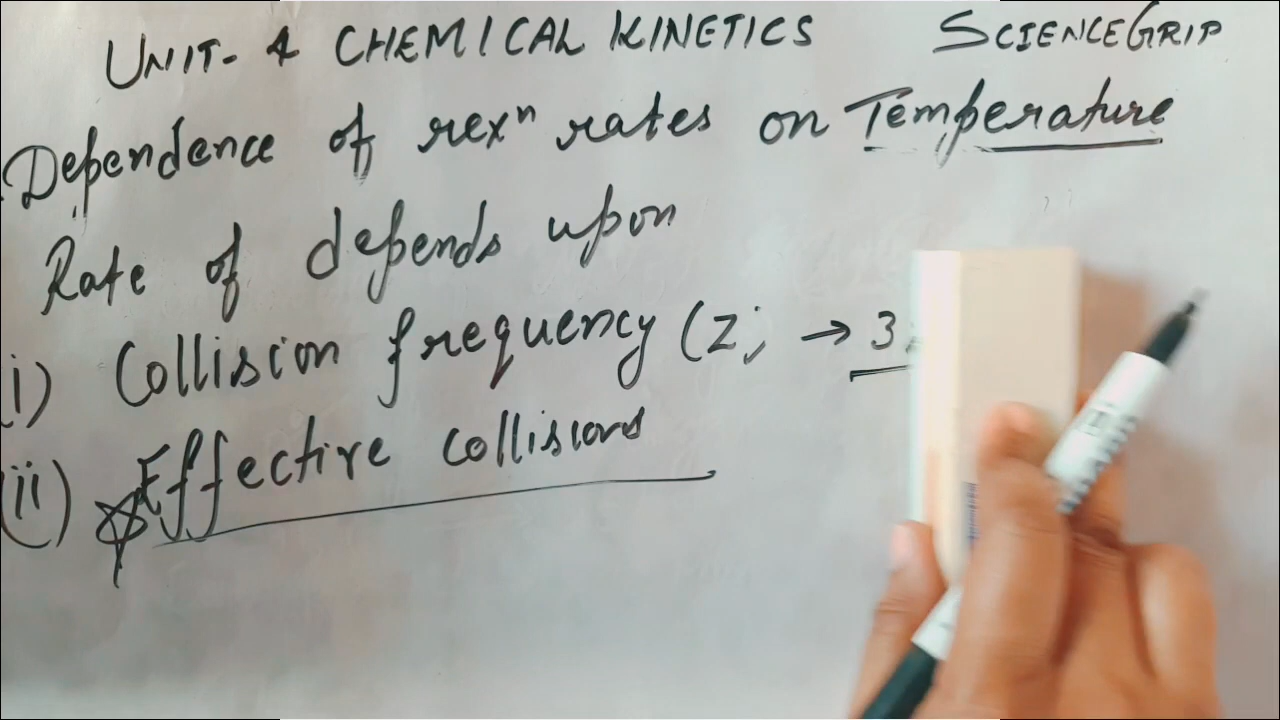 UNIT- 4 CHEMICAL KINETICS SCIENCEGRIP
Dependence of rexⁿ rates on Temperature
Rate of depends upon
(i) Collision frequency (Z) → 3
(ii) Effective collisions